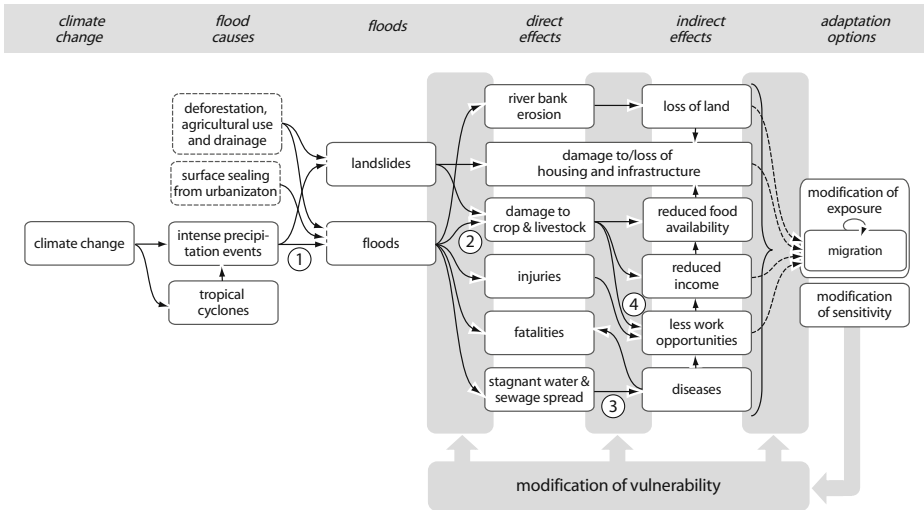 climate
change
flood
causes
floods
direct
effects
indirect
effects
adaptation
options
deforestation,
agricultural use
and drainage
surface sealing
from urbanizaton
climate change
intense precipi-
tation events
tropical
cyclones
1
landslides
floods
2
river bank
erosion
damage to/loss of
housing and infrastructure
damage to
crop & livestock
injuries
fatalities
stagnant water &
sewage spread
3
4
loss of land
reduced food
availability
reduced
income
less work
opportunities
diseases
modification of
exposure
migration
modification
of sensitivity
modification of vulnerability